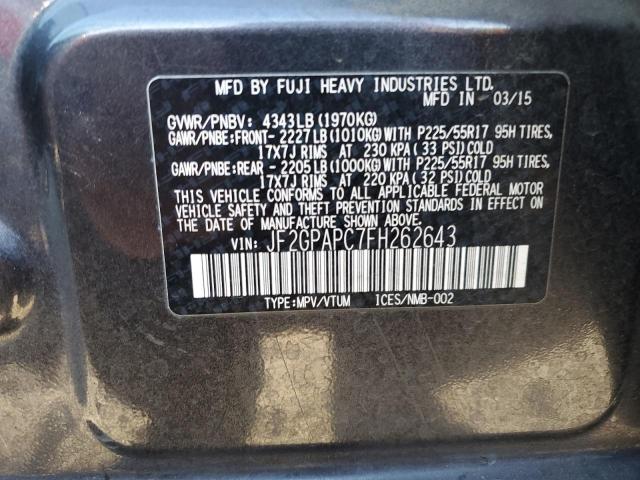 MFD BY FUJI HEAVY INDUSTRIES LTD.
MFD IN 03/15
GVWR/PNBV: 4343LB(1970KG)
GAWR/PNBE:FRONT-2227LB(1010KG)WITH P225/55R17 95H TIRES,
17X7J RIMS AT 230 KPA(33 PSI)COLD
GAWR/PNBE:REAR -2205LB(1000KG)WITH P225/55R17 95H TIRES,
17X7J RIMS AT 220 KPA(32 PSI)COLD
THIS VEHICLE CONFORMS TO ALL APPLICABLE FEDERAL MOTOR
VEHICLE SAFETY AND THEFT PREVENTION STANDARDS IN EFFECT ON
THE DATE OF MANUFACTURE SHOWN ABOVE.
VIN: JF2GPAPC7FH262643
TYPE:MPV/VTUM ICES/NMB-002